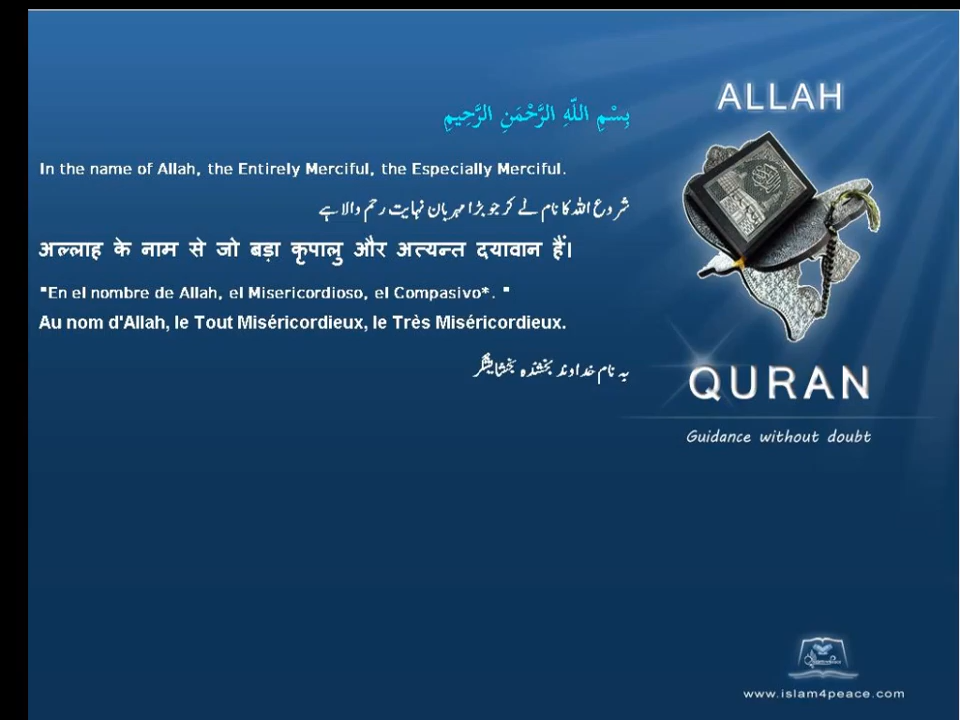 بِسْمِ اللَّهِ الرَّحْمَنِ الرَّحِيمِ
In the name of Allah, the Entirely Merciful, the Especially Merciful.
شروع اللہ کا نام لے کر جو بڑا مہربان نہایت رحم والا ہے
अल्लाह के नाम से जो बड़ा कृपालु और अत्यन्त दयावान हैं।
"En el nombre de Allah, el Misericordioso, el Compasivo*. "
Au nom d'Allah, le Tout Miséricordieux, le Très Miséricordieux.
به نام خداوند بخشنده بخشایشگر
ALLAH
QURAN
Guidance without doubt
www.islam4peace.com